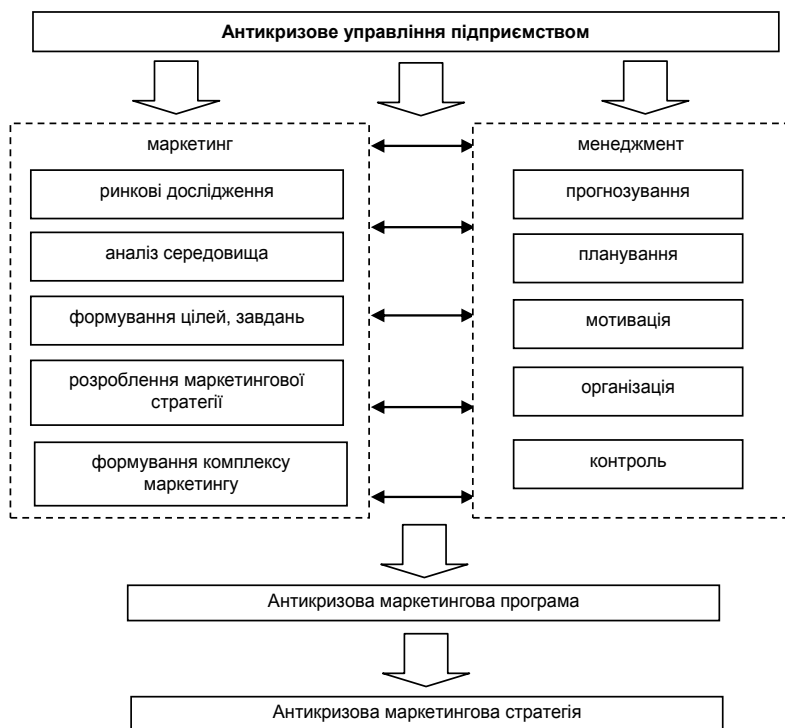 Антикризове управління підприємством
маркетинг
ринкові дослідження
аналіз середовища
формування цілей, завдань
розроблення маркетингової
стратегії
формування комплексу
маркетингу
менеджмент
прогнозування
планування
мотивація
організація
контроль
Антикризова маркетингова програма
Антикризова маркетингова стратегія